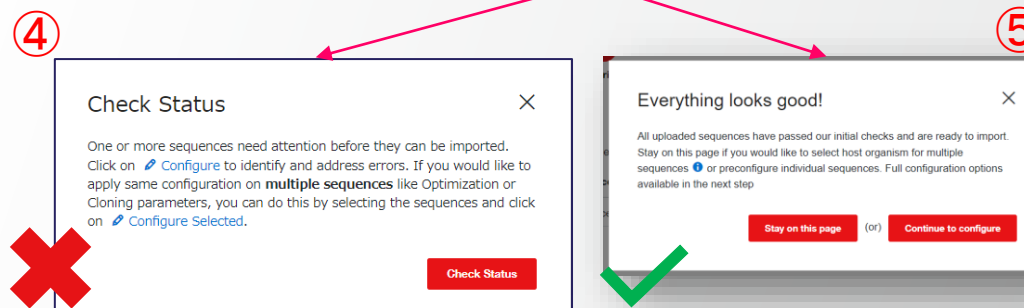 ④
Check Status
One or more sequences need attention before they can be imported.
Click on Configure to identify and address errors. If you would like to
apply same configuration on multiple sequences like Optimization or
Cloning parameters, you can do this by selecting the sequences and click
on Configure Selected.
Check Status
⑤
Everything looks good!
All uploaded sequences have passed our initial checks and are ready to import.
Stay on this page if you would like to select host organism for multiple
sequences or preconfigure individual sequences. Full configuration options
available in the next step
Stay on this page (or) Continue to configure